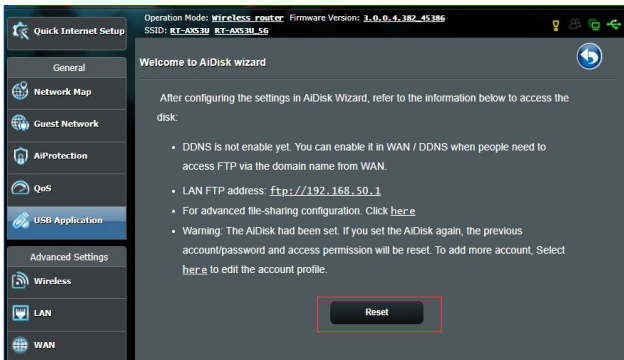 Quick Internet Setup
General
Network Map
Guest Network
AiProtection
QoS
USB Application
Advanced Settings
Wireless
LAN
WAN
Operation Mode: Wireless router Firmware Version: 3.0.0.4.382_45386
SSID: RT-AX53U RT-AX53U_5G
Welcome to AiDisk wizard
After configuring the settings in AiDisk Wizard, refer to the information below to access the
disk:
• DDNS is not enable yet. You can enable it in WAN / DDNS when people need to
access FTP via the domain name from WAN.
• LAN FTP address: ftp://192.168.50.1
• For advanced file-sharing configuration. Click here
• Warning: The AiDisk had been set. If you set the AiDisk again, the previous
account/password and access permission will be reset. To add more account, Select
here to edit the account profile.
Reset